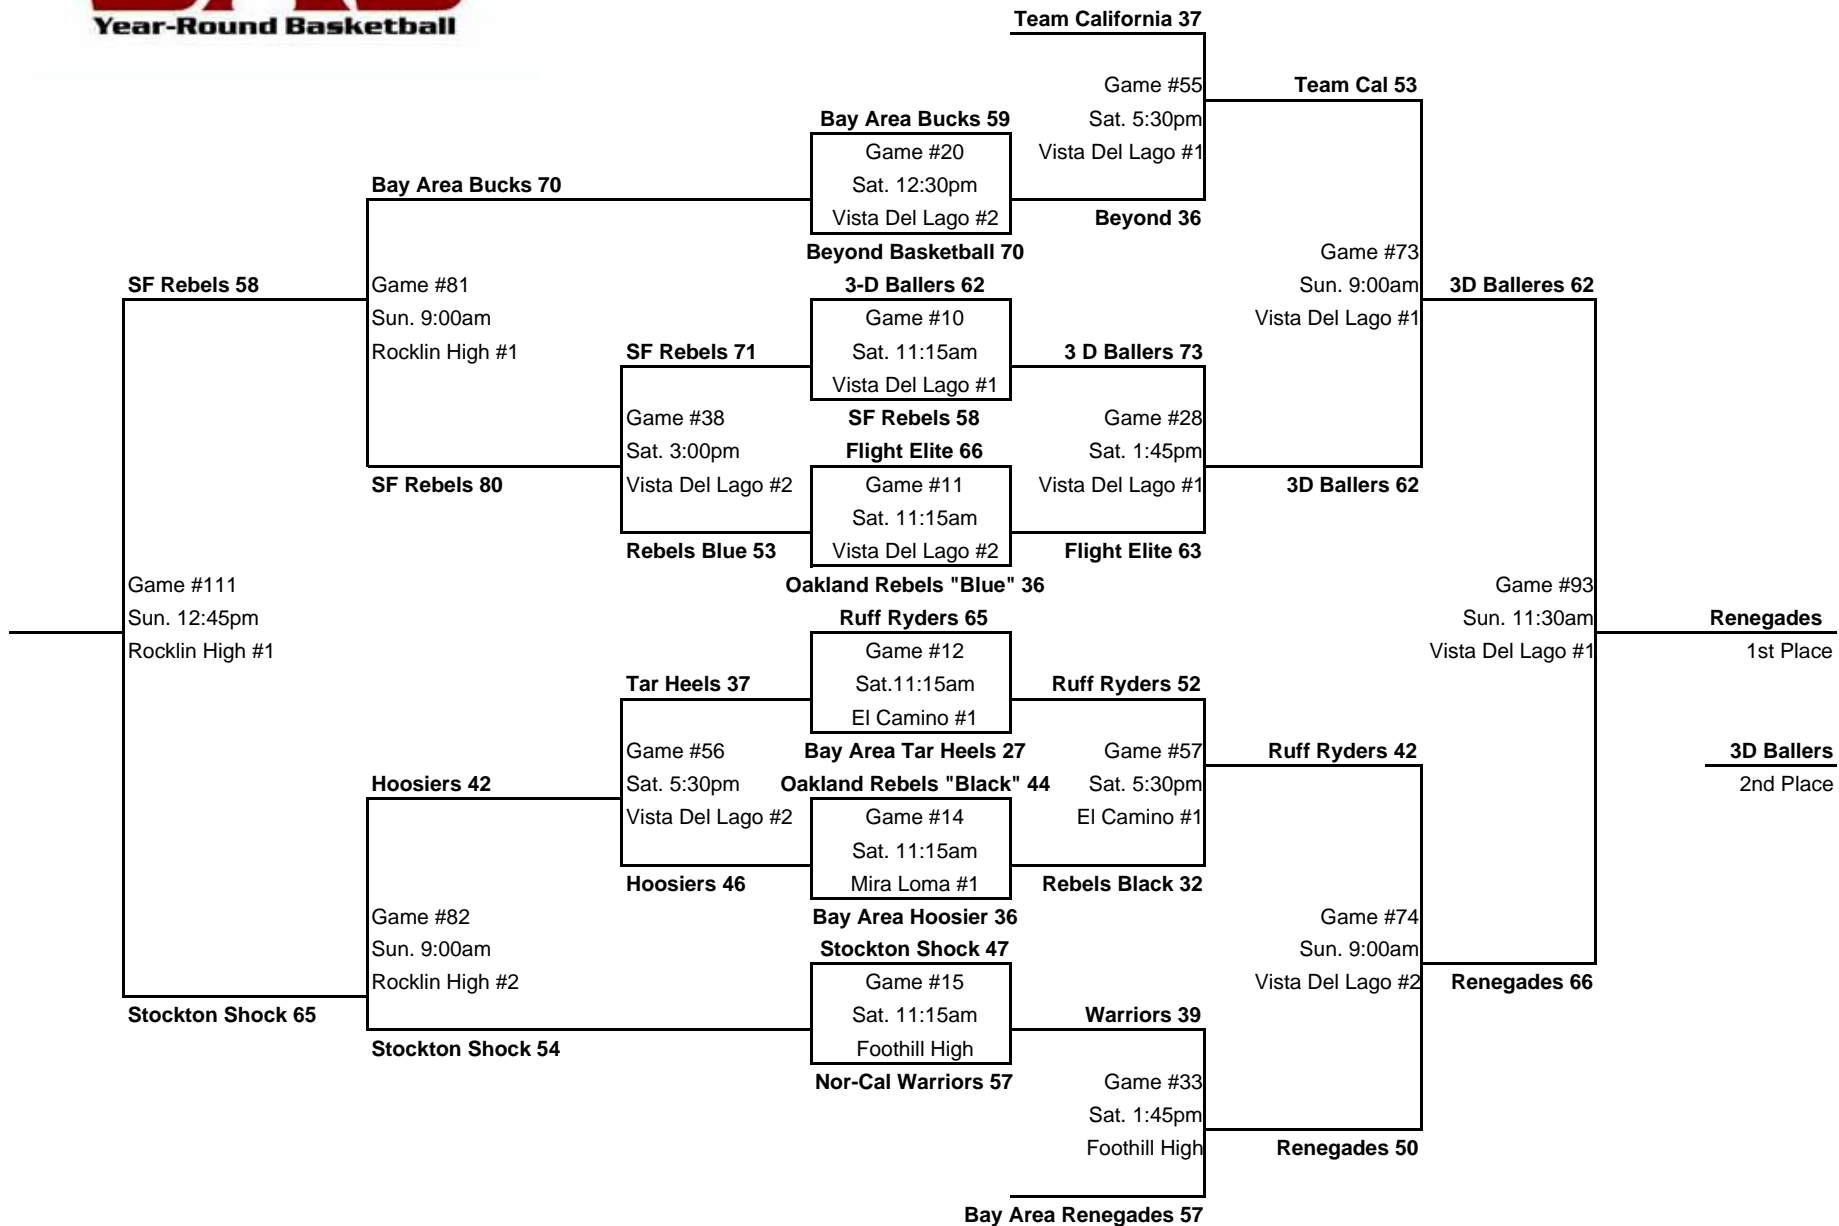 Year-Round Basketball
Team California 37
Game #55
Sat. 5:30pm
Vista Del Lago #1
Beyond 36
Team Cal 53
Bay Area Bucks 59
Game #20
Sat. 12:30pm
Vista Del Lago #2
Beyond Basketball 70
Bay Area Bucks 70
Game #81
Sun. 9:00am
Rocklin High #1
SF Rebels 80
SF Rebels 58
3-D Ballers 62
Game #10
Sat. 11:15am
Vista Del Lago #1
SF Rebels 58
SF Rebels 71
Game #38
Sat. 3:00pm
Vista Del Lago #2
Rebels Blue 53
Flight Elite 66
Game #11
Sat. 11:15am
Vista Del Lago #2
Oakland Rebels "Blue" 36
3 D Ballers 73
Game #28
Sat. 1:45pm
Vista Del Lago #1
Flight Elite 63
Game #73
Sun. 9:00am
Vista Del Lago #1
3D Ballers 62
3D Balleres 62
Game #111
Sun. 12:45pm
Rocklin High #1
Ruff Ryders 65
Game #12
Sat.11:15am
El Camino #1
Bay Area Tar Heels 27
Tar Heels 37
Game #56
Sat. 5:30pm
Vista Del Lago #2
Hoosiers 46
Oakland Rebels "Black" 44
Game #14
Sat. 11:15am
Mira Loma #1
Bay Area Hoosier 36
Ruff Ryders 52
Game #57
Sat. 5:30pm
El Camino #1
Rebels Black 32
Ruff Ryders 42
Game #93
Sun. 11:30am
Vista Del Lago #1
Renegades
1st Place
3D Ballers
2nd Place
Hoosiers 42
Game #82
Sun. 9:00am
Rocklin High #2
Stockton Shock 54
Stockton Shock 65
Stockton Shock 47
Game #15
Sat. 11:15am
Foothill High
Nor-Cal Warriors 57
Warriors 39
Game #33
Sat. 1:45pm
Foothill High
Bay Area Renegades 57
Game #74
Sun. 9:00am
Vista Del Lago #2
Renegades 50
Renegades 66